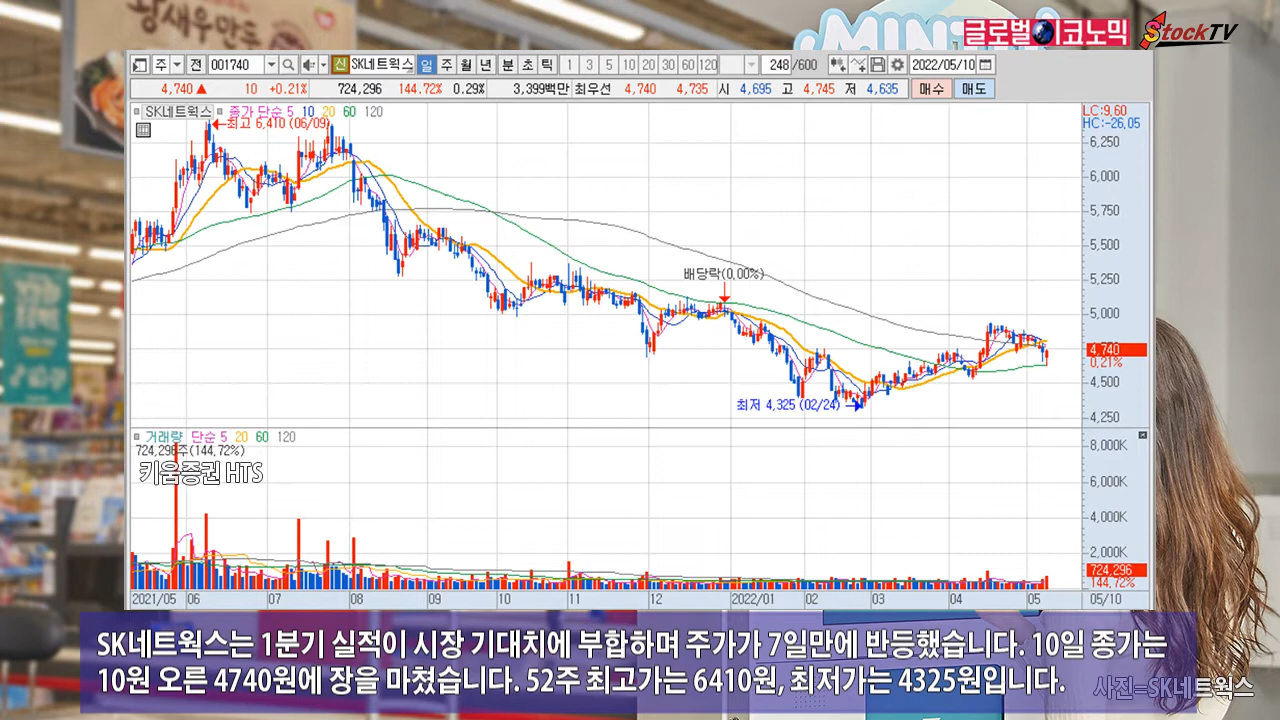 왕새우만두
MINT
글로벌이코노믹 StockTV
주 전 001740 신 SK네트웍스 일 주 월 년 분 초 틱 1 3 5 10 20 30 60 120 248 /600 2022/05/10
4,740 ▲ 10 +0.21% 724,296 144.72% 0.29% 3,399백만 최우선 4,740 4,735 시 4,695 고 4,745 저 4,635 매수 매도
SK네트웍스 종가 단순 5 10 20 60 120
LC:9,60
HC:-26,05
최고 6,410 (06/09)
6,250
6,000
5,750
5,500
배당락(0,00%)
5,250
5,000
4,740
0,21%
4,500
최저 4,325 (02/24)
4,250
거래량 단순 5 20 60 120
724,296주(144,72%)
키움증권 HTS
8,000K
6,000K
4,000K
2,000K
724,296
144,72%
2021/05 06 07 08 09 10 11 12 2022/01 02 03 04 05 05/10
SK네트웍스는 1분기 실적이 시장 기대치에 부합하며 주가가 7일만에 반등했습니다. 10일 종가는
10원 오른 4740원에 장을 마쳤습니다. 52주 최고가는 6410원, 최저가는 4325원입니다.
사진=SK네트웍스